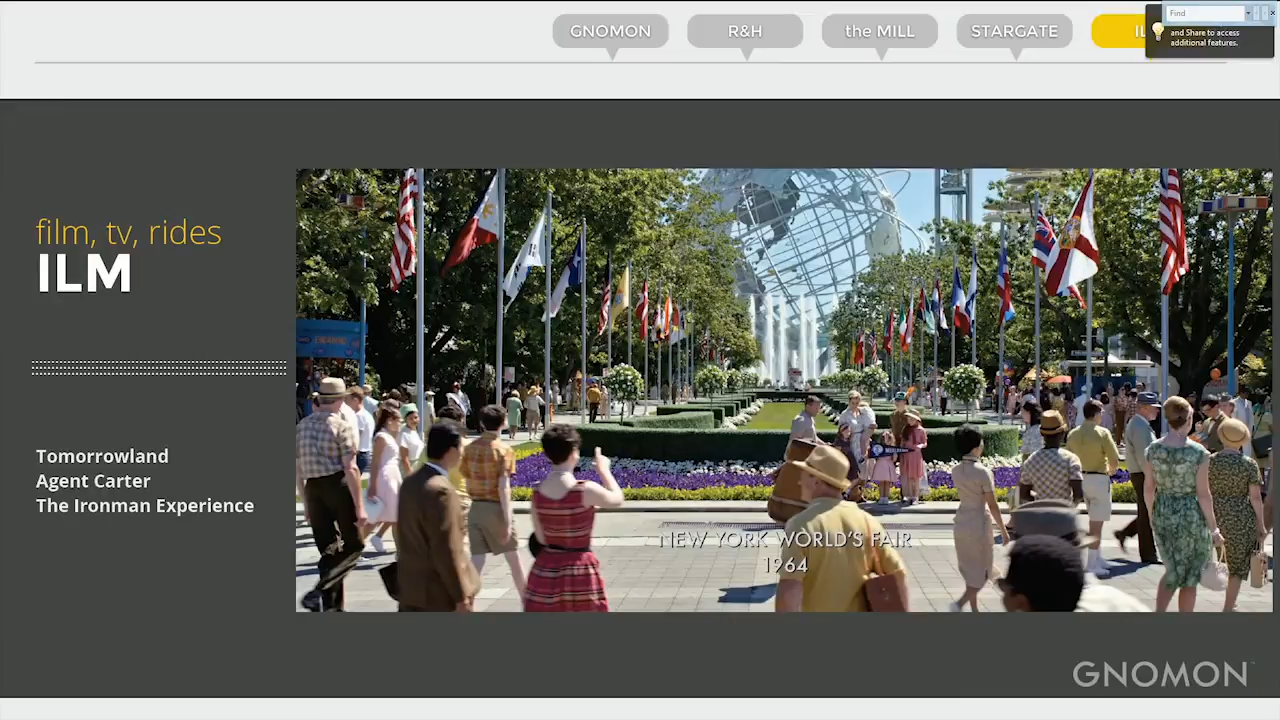 GNOMON
R&H
the MILL
STARGATE
Find
and Share to access
additional features.
film, tv, rides
ILM
Tomorrowland
Agent Carter
The Ironman Experience
NEW YORK WORLD'S FAIR
1964
GNOMON